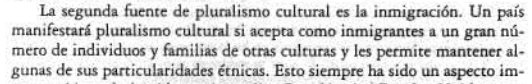 La segunda fuente de pluralismo cultural es la inmigración. Un país
manifestará pluralismo cultural si acepta como inmigrantes a un gran nú-
mero de individuos y familias de otras culturas y les permite mantener al-
gunas de sus particularidades étnicas. Esto siempre ha sido un aspecto im-